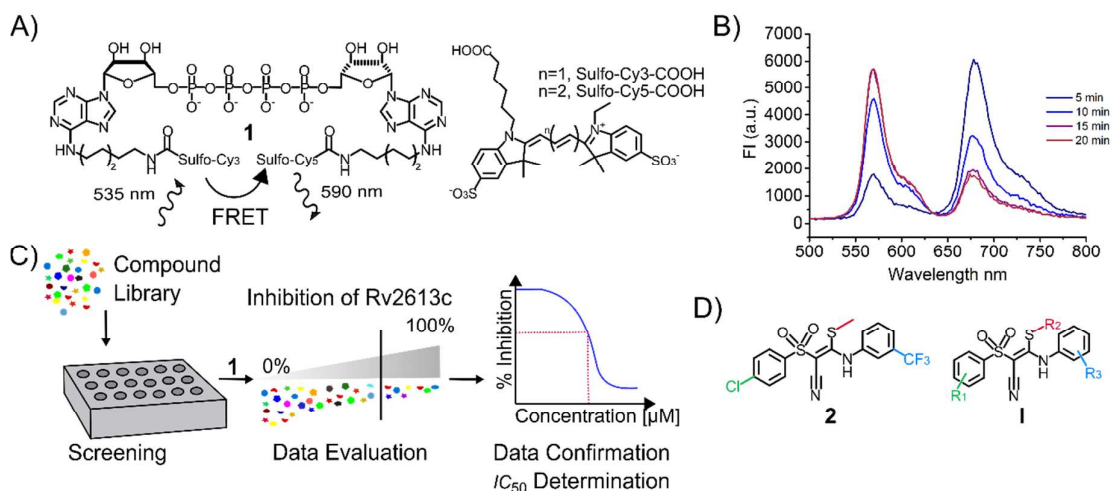 A)
OH OH
OH OH
O O O O O
O P O P O P O P O
O- O- O- O-
N N N N
N N N N
1
NH N H O Sulfo-Cy3 Sulfo-Cy5 O N H HN
2 2
535 nm
FRET
590 nm
HOOC
n=1, Sulfo-Cy3-COOH
n=2, Sulfo-Cy5-COOH
N n N+
-O3S
SO3-
B)
FI (a.u.)
7000
6000
5000
4000
3000
2000
1000
0
5 min
10 min
15 min
20 min
500 550 600 650 700 750 800
Wavelength nm
C)
Compound
Library
Screening
1
Inhibition of Rv2613c
0%
100%
Data Evaluation
% Inhibition
Concentration [µM]
Data Confirmation
IC50 Determination
D)
O O S
S N H CF3
Cl
N
2
O O S R2
S N H R3
R1
N
I